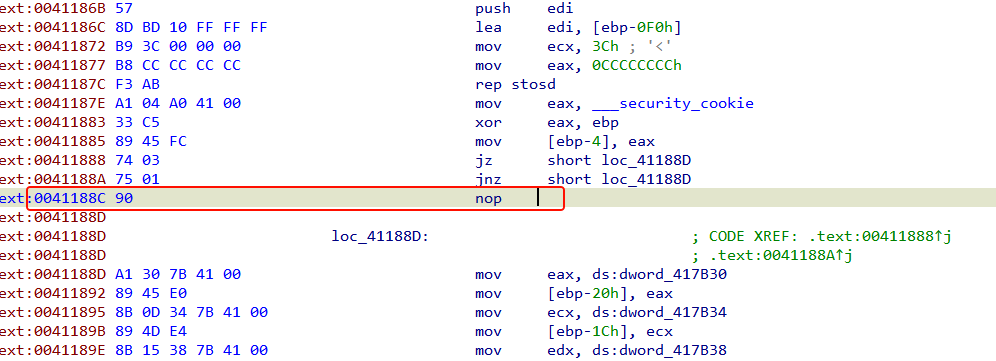 ext:0041186B 57 push edi
ext:0041186C 8D BD 10 FF FF FF lea edi, [ebp-0F0h]
ext:00411872 B9 3C 00 00 00 mov ecx, 3Ch ; '<'
ext:00411877 B8 CC CC CC CC mov eax, 0CCCCCCCCh
ext:0041187C F3 AB rep stosd
ext:0041187E A1 04 A0 41 00 mov eax, ___security_cookie
ext:00411883 33 C5 xor eax, ebp
ext:00411885 89 45 FC mov [ebp-4], eax
ext:00411888 74 03 jz short loc_41188D
ext:0041188A 75 01 jnz short loc_41188D
ext:0041188C 90 nop
ext:0041188D
ext:0041188D loc_41188D: ; CODE XREF: .text:00411888↑j
ext:0041188D ; .text:0041188A↑j
ext:0041188D A1 30 7B 41 00 mov eax, ds:dword_417B30
ext:00411892 89 45 E0 mov [ebp-20h], eax
ext:00411895 8B 0D 34 7B 41 00 mov ecx, ds:dword_417B34
ext:0041189B 89 4D E4 mov [ebp-1Ch], ecx
ext:0041189E 8B 15 38 7B 41 00 mov edx, ds:dword_417B38